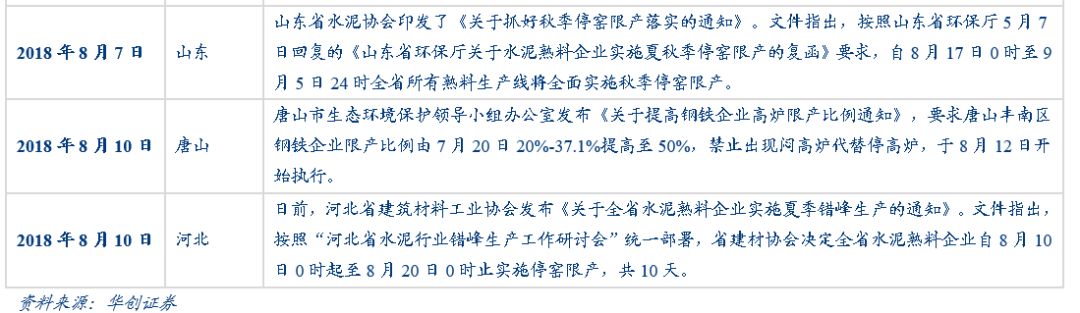 山东省水泥协会印发了《关于抓好秋季停窑限产落实的通知》。文件指出，按照山东省环保厅 5 月 7
2018 年 8 月 7 日 山东 日回复的《山东省环保厅关于水泥熟料企业实施夏秋季停窑限产的复函》要求，自 8 月 17 日 0 时至 9
月 5 日 24 时全省所有熟料生产线将全面实施秋季停窑限产。
唐山市生态环境保护领导小组办公室发布《关于提高钢铁企业高炉限产比例通知》，要求唐山丰南区
2018 年 8 月 10 日 唐山 钢铁企业限产比例由 7 月 20 日 20%-37.1%提高至 50%，禁止出现闷高炉代替停高炉，于 8 月 12 日开
始执行。
日前，河北省建筑材料工业协会发布《关于全省水泥熟料企业实施夏季错峰生产的通知》。文件指出，
2018 年 8 月 10 日 河北 按照“河北省水泥行业错峰生产工作研讨会”统一部署，省建材协会决定全省水泥熟料企业自 8 月 10
日 0 时起至 8 月 20 日 0 时止实施停窑限产，共 10 天。
资料来源：华创证券